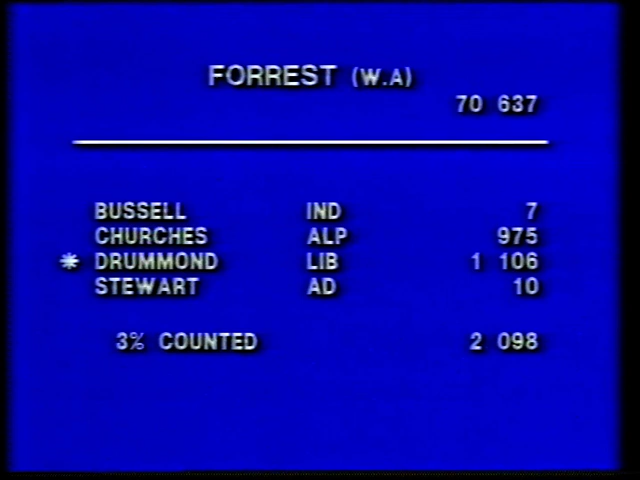 FORREST (W.A)
70 637
BUSSELL IND 7
CHURCHES ALP 975
* DRUMMOND LIB 1 106
STEWART AD 10
3% COUNTED 2 098